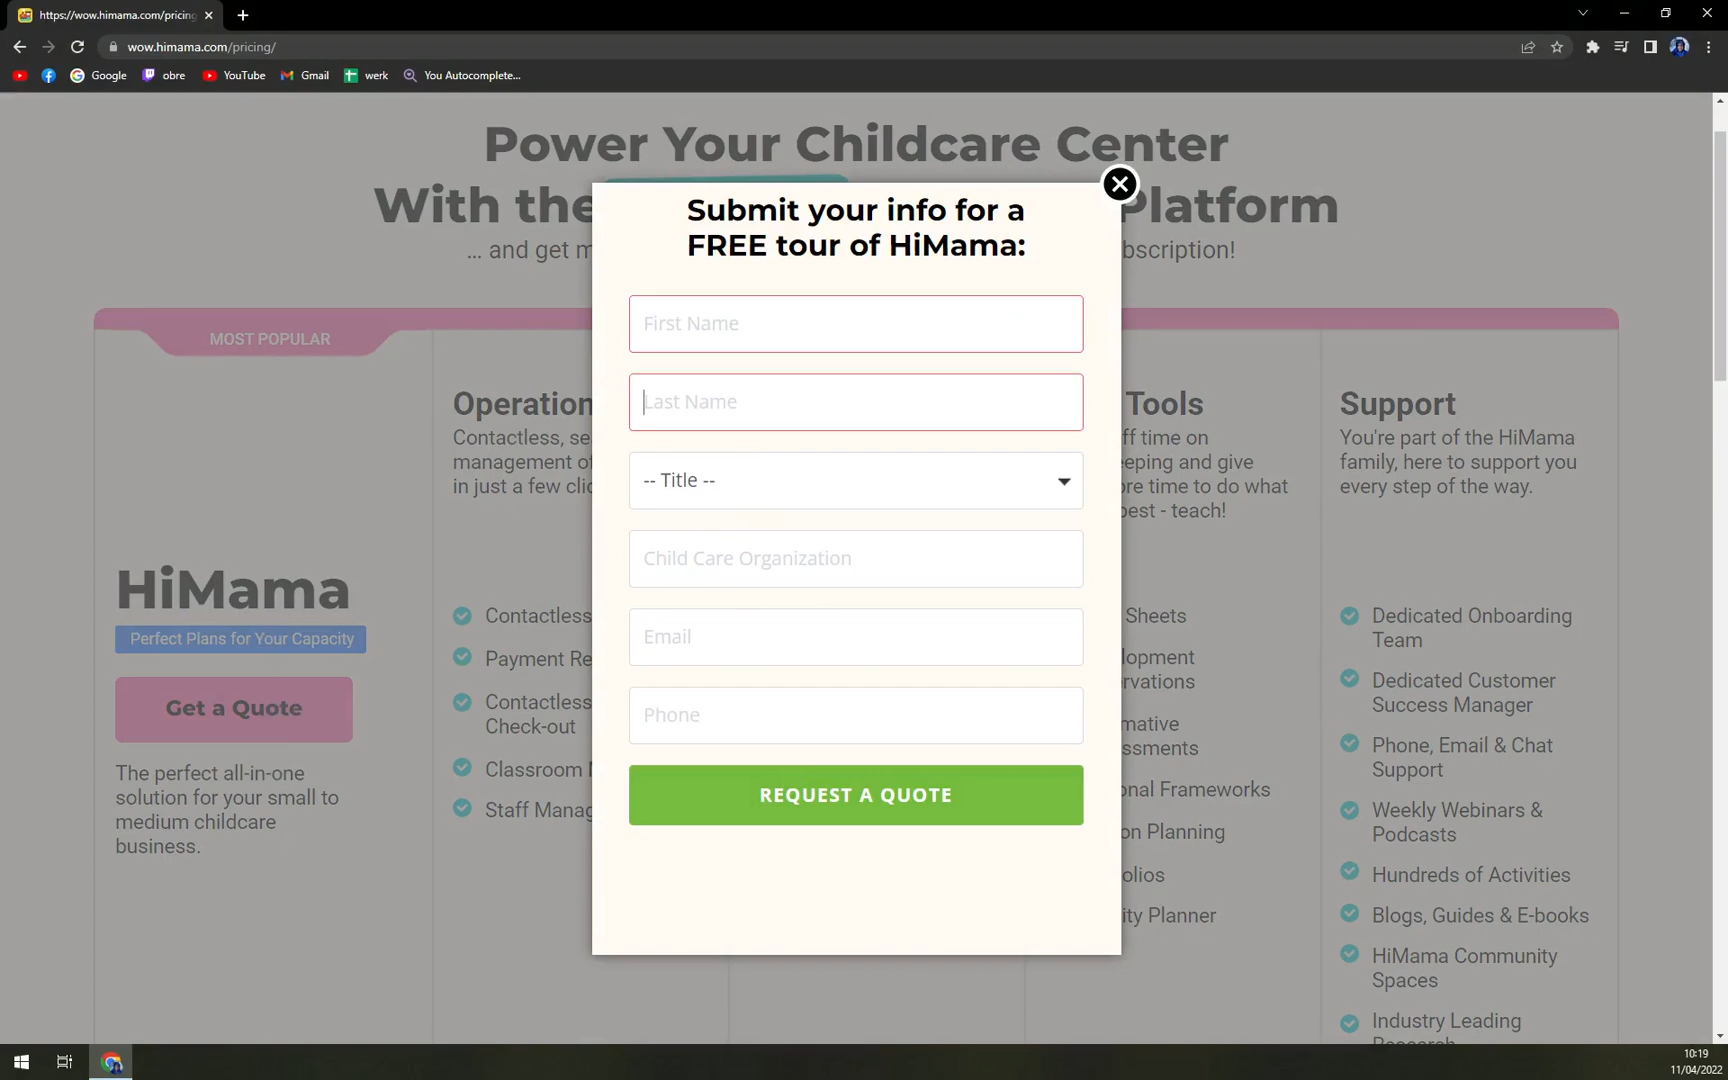 https://wow.himama.com/pricing
wow.himama.com/pricing/
Google
obre
YouTube
Gmail
werk
You Autocomplete...
Power Your Childcare Center
With the Platform
... and get bscription!
Submit your info for a
FREE tour of HiMama:
First Name
Last Name
-- Title --
Child Care Organization
Email
Phone
REQUEST A QUOTE
MOST POPULAR
HiMama
Perfect Plans for Your Capacity
Get a Quote
The perfect all-in-one
solution for your small to
medium childcare
business.
Operation
Contactless, se
management of
in just a few clic
Contactless
Payment Re
Contactless
Check-out
Classroom
Staff Manag
Tools
ff time on
eeping and give
re time to do what
best - teach!
Sheets
lopment
rvations
mative
ssments
onal Frameworks
on Planning
olios
ity Planner
Support
You're part of the HiMama
family, here to support you
every step of the way.
Dedicated Onboarding
Team
Dedicated Customer
Success Manager
Phone, Email & Chat
Support
Weekly Webinars &
Podcasts
Hundreds of Activities
Blogs, Guides & E-books
HiMama Community
Spaces
Industry Leading
Research
10:19
11/04/2022